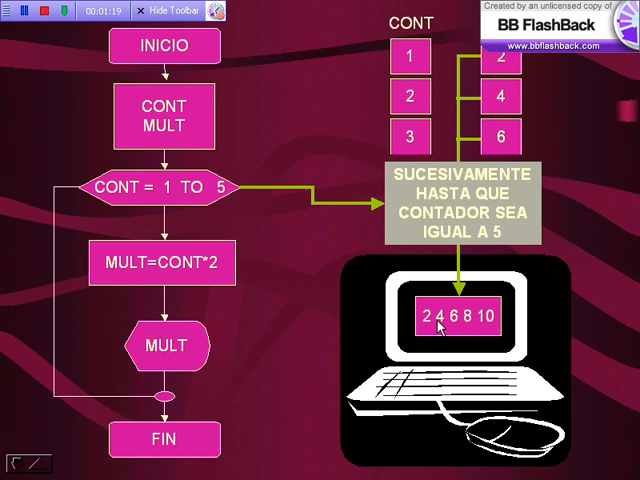 00:01:19
Hide Toolbar
Created by an unlicensed copy of
BB FlashBack
www.bbflashback.com
INICIO
CONT
MULT
CONT = 1 TO 5
MULT=CONT*2
MULT
FIN
CONT
1
2
2
4
3
6
SUCESIVAMENTE
HASTA QUE
CONTADOR SEA
IGUAL A 5
2 4 6 8 10